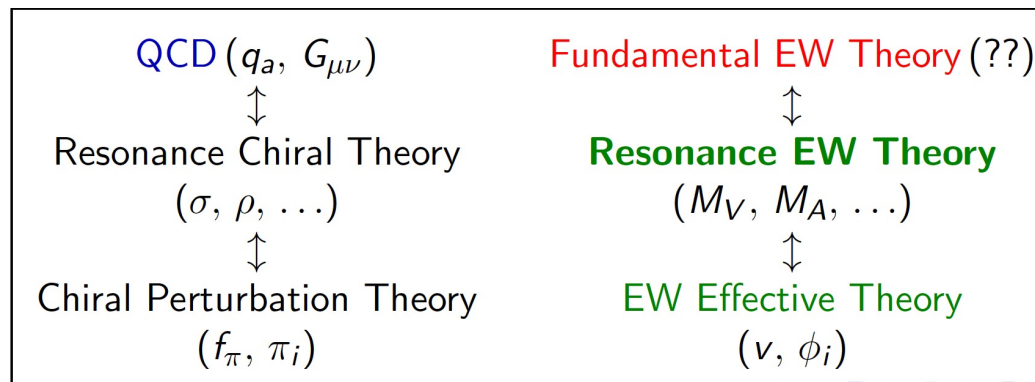 QCD (q_a, G_μν)
↕
Resonance Chiral Theory
(σ, ρ, . . .)
↕
Chiral Perturbation Theory
(f_π, π_i)
Fundamental EW Theory (??)
↕
Resonance EW Theory
(M_V, M_A, . . .)
↕
EW Effective Theory
(v, ϕ_i)